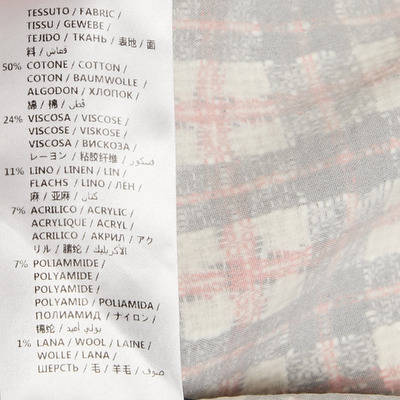 TESSUTO / FABRIC /
TISSU / GEWEBE /
TEJIDO / ТКАНЬ / 表地 / 面
料 / قماش /
50% COTONE / COTTON /
COTON / BAUMWOLLE /
ALGODON / ХЛОПОК /
綿 / 棉 / قطن
24% VISCOSA / VISCOSE /
VISCOSE / VISKOSE /
VISCOSA / ВИСКОЗА /
レーヨン / 粘胶纤维 / فسكوز
11% LINO / LINEN / LIN /
FLACHS / LINO / ЛЕН /
麻 / 亚麻 / كتان
7% ACRILICO / ACRYLIC /
ACRYLIQUE / ACRYL /
ACRILICO / АКРИЛ / アク
リル / 腈纶 / الأكريليك
7% POLIAMMIDE /
POLYAMIDE /
POLYAMIDE /
POLYAMID / POLIAMIDA /
ПОЛИАМИД / ナイロン /
锦纶 / بولي أميد
1% LANA / WOOL / LAINE /
WOLLE / LANA /
ШЕРСТЬ / 毛 / 羊毛 / صوف